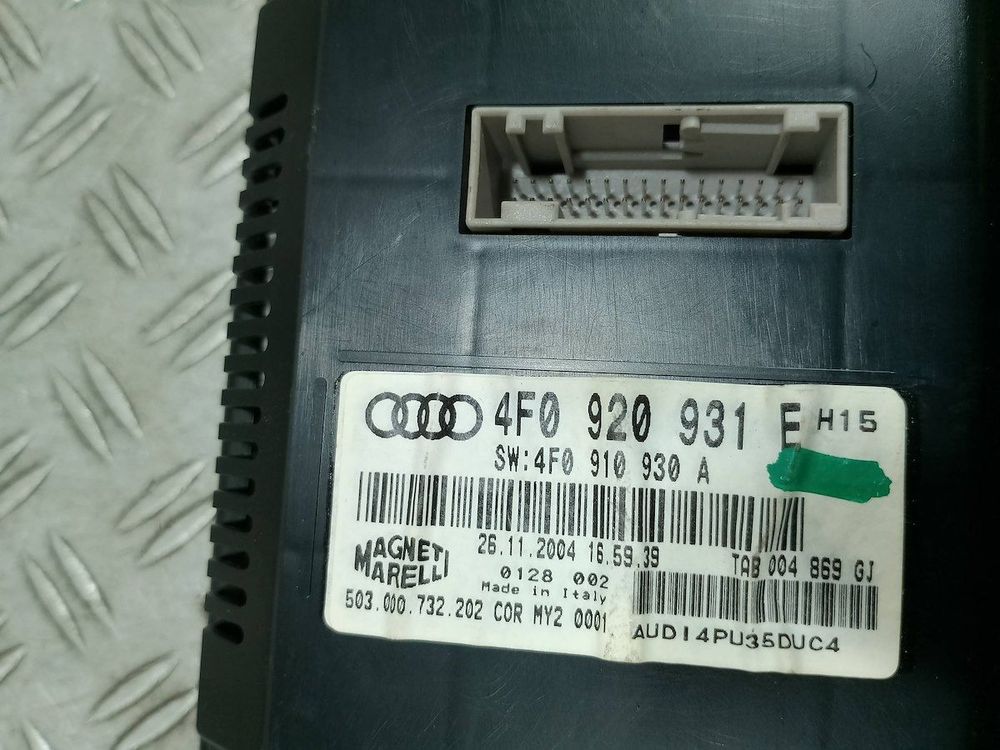 4F0 920 931 E H15
SW:4F0 910 930 A
26.11.2004 16.59.39
TAB 004 869 GJ
MAGNETI MARELLI
0128 002
Made in Italy
503.000.732.202 COR MY2 0001
AUDI4PU35DUC4